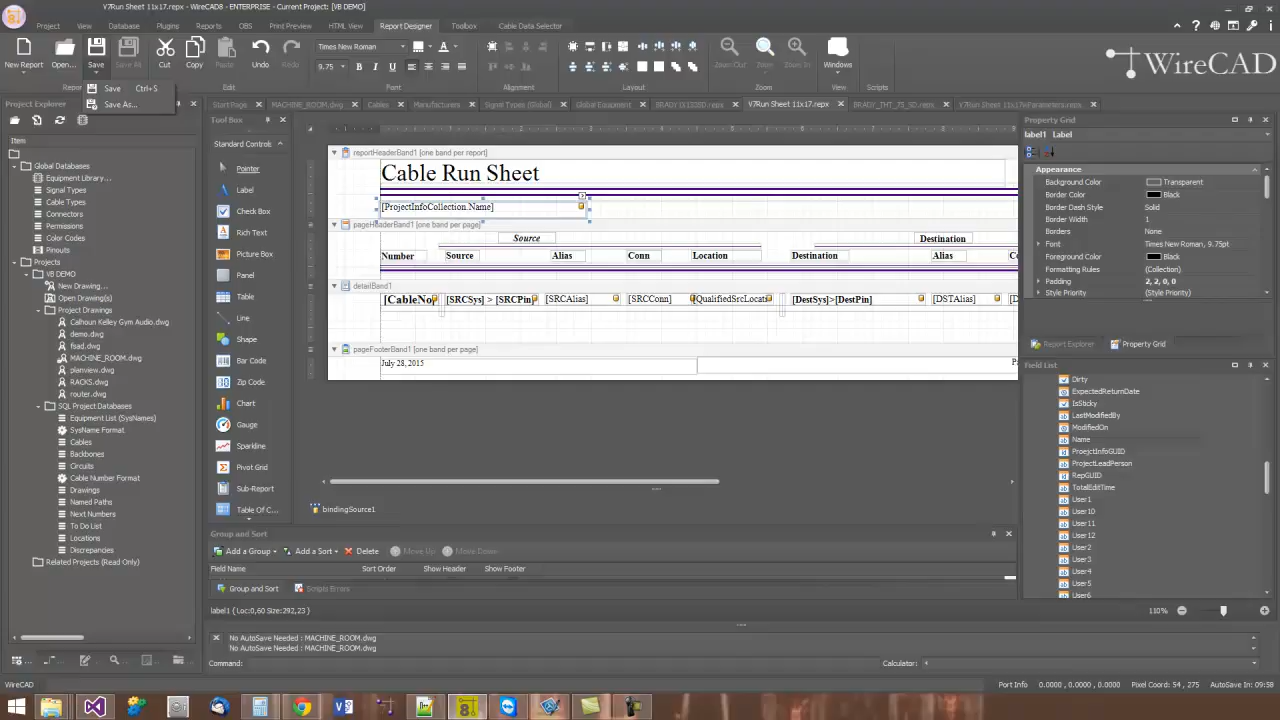 V7Run Sheet 11x17.repx - WireCAD8 - ENTERPRISE - Current Project: [VB DEMO]
Project View Database Plugins Reports OBS Print Preview HTML View Report Designer Toolbox Cable Data Selector
New Report Open... Save Save All Cut Copy Paste Undo Redo
Times New Roman
9.75
Zoom Out Zoom Zoom In Windows
WireCAD
Alignment Layout Zoom View Scripts
Save Ctrl+S
Save As...
Project Explorer
StartPage MACHINE_ROOM.dwg Cables Manufacturers Signal Types (Global) Global Equipment V7Run Sheet 11x17.repx BRADY_THT_75_SD.repx
Item
Global Databases
Equipment Library...
Signal Types
Cable Types
Connectors
Permissions
Color Codes
Pinouts
Projects
VB DEMO
New Drawing...
Open Drawing(s)
Project Drawings
Calhoun Kelley Gym Audio.dwg
demo.dwg
fsad.dwg
MACHINE_ROOM.dwg
planview.dwg
RACKS.dwg
router.dwg
SQL Project Databases
Equipment List (SysNames)
SysName Format
Cables
Backbones
Circuits
Cable Number Format
Drawings
Named Paths
Next Numbers
To Do List
Locations
Discrepancies
Related Projects (Read Only)
Tool Box
Standard Controls
Pointer
Label
Check Box
Rich Text
Picture Box
Panel
Table
Line
Shape
Bar Code
Zip Code
Chart
Gauge
Sparkline
Pivot Grid
Sub-Report
Table Of C...
reportHeaderBand1 [one band per report]
Cable Run Sheet
[ProjectInfoCollection.Name]
pageHeaderBand1 [one band per page]
Source Destination
Number Source Alias Conn Location Destination Alias Con
detailBand1
[CableNo] [SRCSys] > [SRCPin] [SRCAlias] [SRCConn] [QualifiedSrcLocati [DestSys]>[DestPin] [DSTAlias]
pageFooterBand1 [one band per page]
July 28, 2015
bindingSource1
Group and Sort
Add a Group Add a Sort Delete Move Up Move Down
Field Name Sort Order Show Header Show Footer
Group and Sort Scripts Errors
label1 { Loc:0,60 Size:292,23 }
110%
Property Grid
label1 Label
Appearance
Background Color Transparent
Border Color Black
Border Dash Style Solid
Border Width 1
Borders None
Font Times New Roman, 9.75pt
Foreground Color Black
Formatting Rules (Collection)
Padding 2, 2, 0, 0
Style Priority (Style Priority)
Report Explorer Property Grid
Field List
Dirty
ExpectedReturnDate
IsSticky
LastModifiedBy
ModifiedOn
Name
ProejctInfoGUID
ProjectLeadPerson
RepGUID
TotalEditTime
User1
User10
User11
User12
User2
User3
User4
User5
User6
No AutoSave Needed : MACHINE_ROOM.dwg
No AutoSave Needed : MACHINE_ROOM.dwg
Command: Calculator:
WireCAD Port Info 0.0000 , 0.0000 , 0.0000 Pixel Coord: 54 , 275 AutoSave In: 09:58